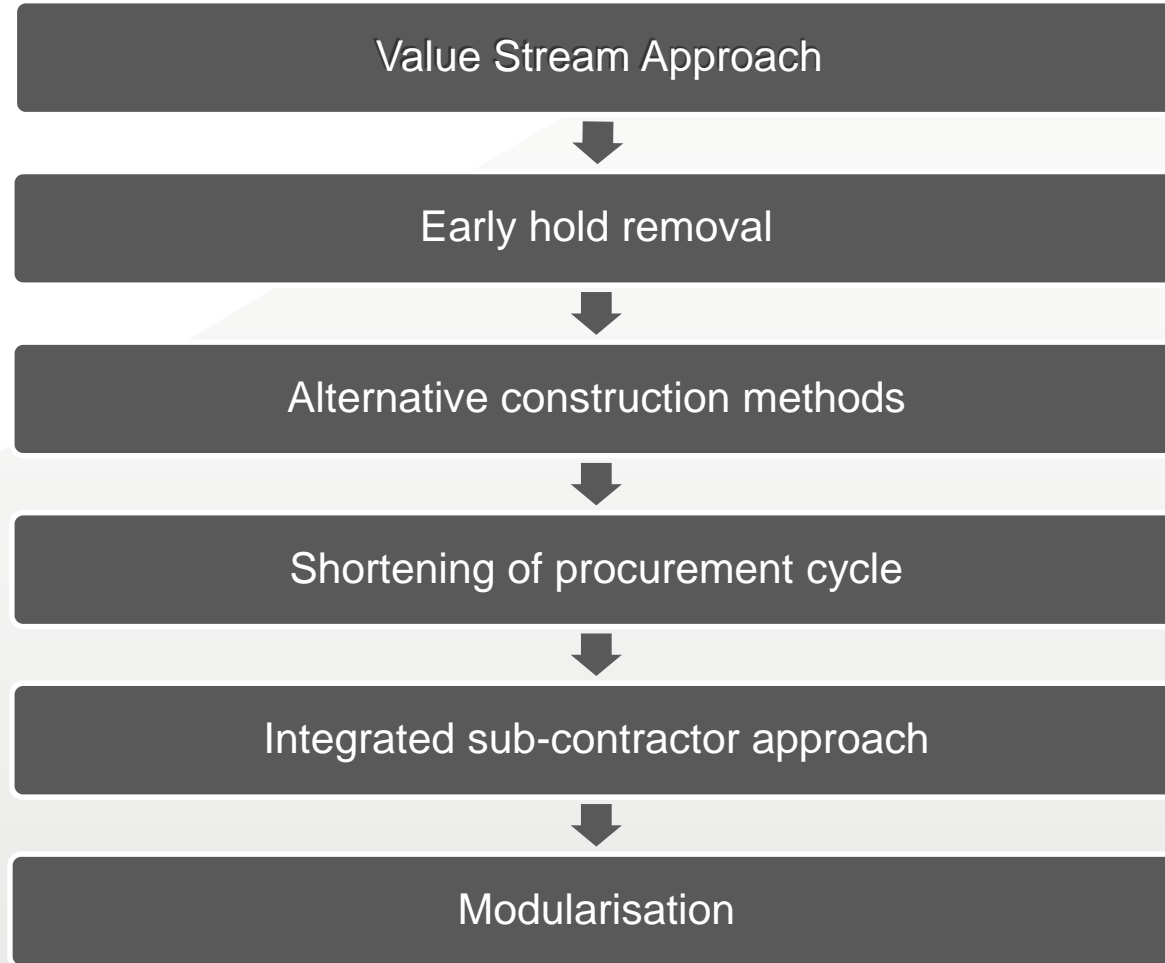 Value Stream Approach
Early hold removal
Alternative construction methods
Shortening of procurement cycle
Integrated sub-contractor approach
Modularisation